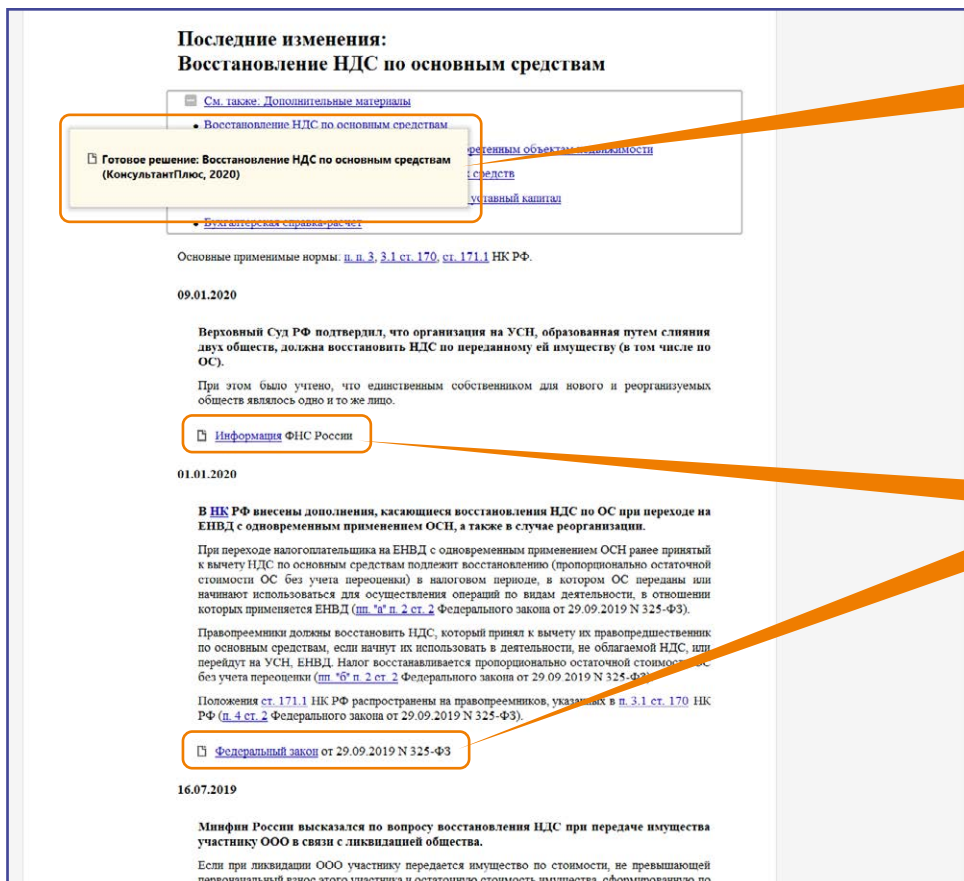 Последние изменения:
Восстановление НДС по основным средствам
См. также: Дополнительные материалы
• Восстановление НДС по основным средствам
объектам недвижимости
Готовое решение: Восстановление НДС по основным средствам
средств
(КонсультантПлюс, 2020)
уставный капитал
• Бухгалтерская справка-расчет
Основные применимые нормы: п. п. 3, 3.1 ст. 170, ст. 171.1 НК РФ.
09.01.2020
Верховный Суд РФ подтвердил, что организация на УСН, образованная путем слияния
двух обществ, должна восстановить НДС по переданному ей имуществу (в том числе по
ОС).
При этом было учтено, что единственным собственником для нового и реорганизуемых
обществ являлось одно и то же лицо.
Информация ФНС России
01.01.2020
В НК РФ внесены дополнения, касающиеся восстановления НДС по ОС при переходе на
ЕНВД с одновременным применением ОСН, а также в случае реорганизации.
При переходе налогоплательщика на ЕНВД с одновременным применением ОСН ранее принятый
к вычету НДС по основным средствам подлежит восстановлению (пропорционально остаточной
стоимости ОС без учета переоценки) в налоговом периоде, в котором ОС переданы или
начинают использоваться для осуществления операций по видам деятельности, в отношении
которых применяется ЕНВД (пп. "а" п. 2 ст. 2 Федерального закона от 29.09.2019 N 325-ФЗ).
Правопреемники должны восстановить НДС, который принял к вычету их правопредшественник
по основным средствам, если начнут их использовать в деятельности, не облагаемой НДС, или
перейдут на УСН, ЕНВД. Налог восстанавливается пропорционально остаточной стоимости ОС
без учета переоценки (пп. "б" п. 2 ст. 2 Федерального закона от 29.09.2019 N 325-ФЗ).
Положения ст. 171.1 НК РФ распространены на правопреемников, указанных в п. 3.1 ст. 170 НК
РФ (п. 4 ст. 2 Федерального закона от 29.09.2019 N 325-ФЗ).
Федеральный закон от 29.09.2019 N 325-ФЗ
16.07.2019
Минфин России высказался по вопросу восстановления НДС при передаче имущества
участнику ООО в связи с ликвидацией общества.
Если при ликвидации ООО участнику передается имущество по стоимости, не превышающей
первоначальный взнос этого участника и остаточную стоимость имущества, сформированную по